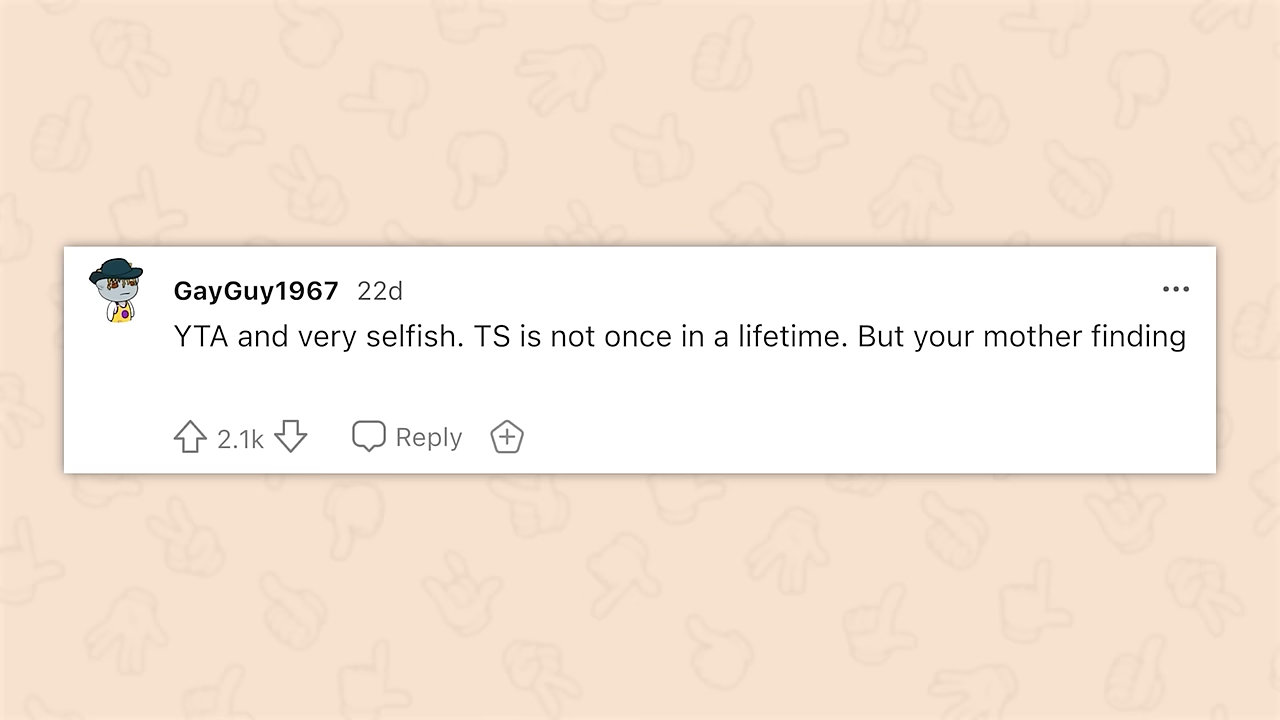 GayGuy1967 22d
YTA and very selfish. TS is not once in a lifetime. But your mother finding
2.1k Reply